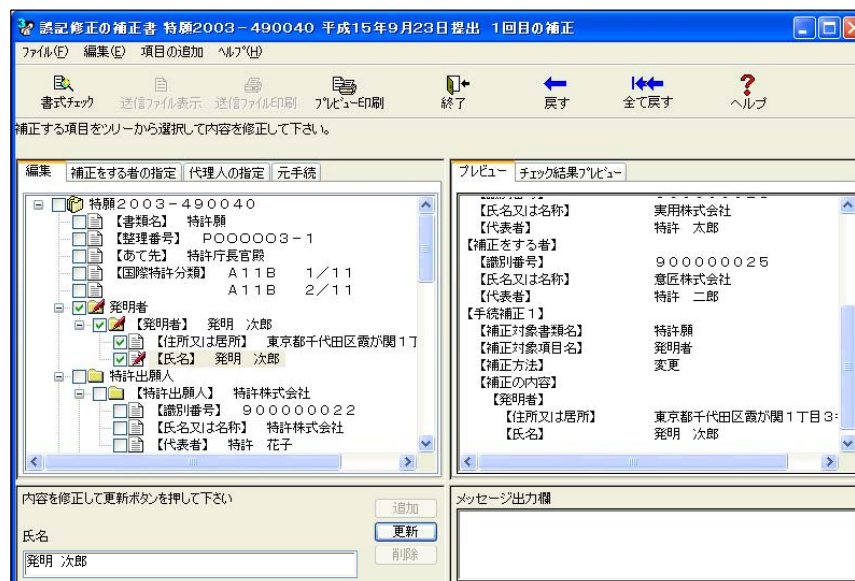 誤記修正の補正書 特願2003－490040 平成15年9月23日提出 1回目の補正
ファイル(F) 編集(E) 項目の追加 ヘルプ(H)
書式チェック 送信ファイル表示 送信ファイル印刷 プレビュー印刷 終了 戻す 全て戻す ヘルプ
補正する項目をツリーから選択して内容を修正して下さい。
編集 補正をする者の指定 代理人の指定 元手続
特願２００３－４９００４０
【書類名】 特許願
【整理番号】 Ｐ０００００３－１
【あて先】 特許庁長官殿
【国際特許分類】 Ａ１１Ｂ １／１１
Ａ１１Ｂ ２／１１
発明者
【発明者】 発明 次郎
【住所又は居所】 東京都千代田区霞が関１丁
【氏名】 発明 次郎
特許出願人
【特許出願人】 特許株式会社
【識別番号】 ９０００００００２２
【氏名又は名称】 特許株式会社
【代表者】 特許 花子
プレビュー チェック結果プレビュー
【氏名又は名称】 実用株式会社
【代表者】 特許 太郎
【補正をする者】
【識別番号】 ９０００００００２５
【氏名又は名称】 意匠株式会社
【代表者】 特許 二郎
【手続補正１】
【補正対象書類名】 特許願
【補正対象項目名】 発明者
【補正方法】 変更
【補正の内容】
【発明者】
【住所又は居所】 東京都千代田区霞が関１丁目３
【氏名】 発明 次郎
内容を修正して更新ボタンを押して下さい
追加
氏名
更新
発明 次郎
削除
メッセージ出力欄